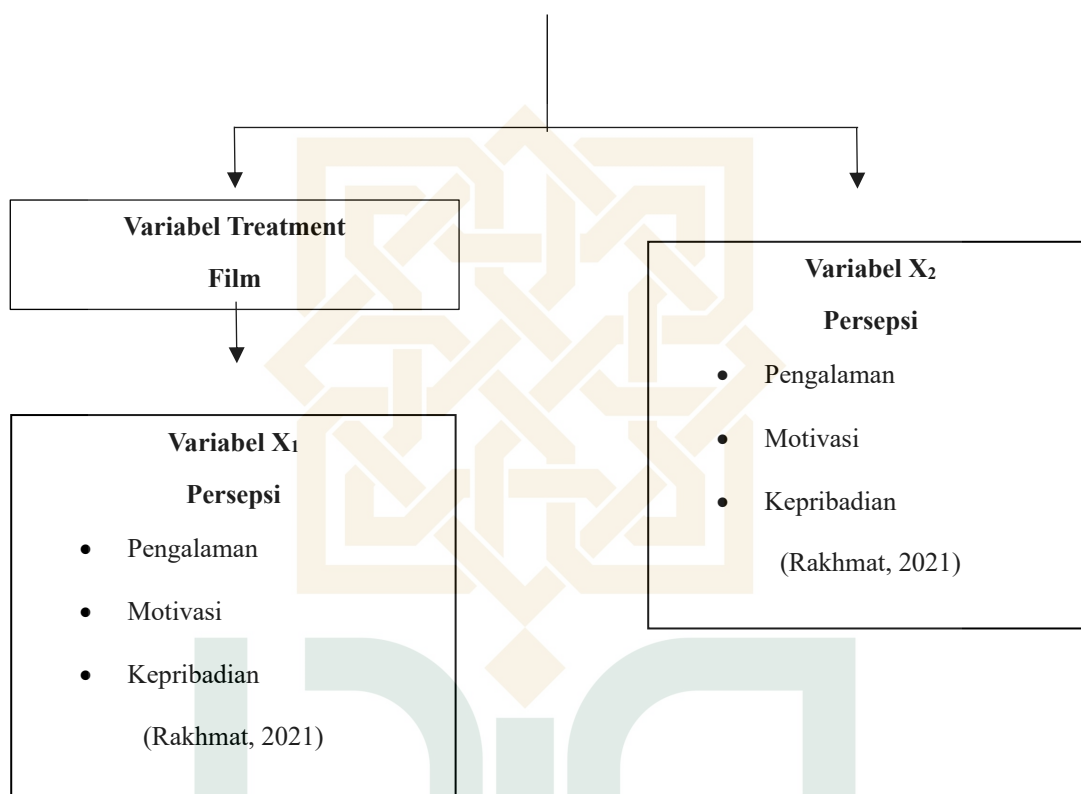 Variabel Treatment
Film
Variabel X₁
Persepsi
• Pengalaman
• Motivasi
• Kepribadian
(Rakhmat, 2021)
Variabel X₂
Persepsi
• Pengalaman
• Motivasi
• Kepribadian
(Rakhmat, 2021)